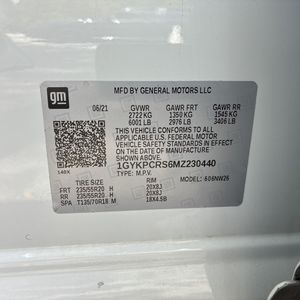 gm
MFD BY GENERAL MOTORS LLC
06/21 GVWR GAWR FRT GAWR RR
2722 KG 1350 KG 1545 KG
6001 LB 2976 LB 3406 LB
THIS VEHICLE CONFORMS TO ALL
APPLICABLE U.S. FEDERAL MOTOR
VEHICLE SAFETY STANDARDS IN EFFECT
ON THE DATE OF MANUFACTURE
SHOWN ABOVE.
1GYKPCRS6MZ230440
TYPE: M.P.V.
TIRE SIZE RIM MODEL:
FRT 235/55R20 H 20X8J
RR 235/55R20 H 20X8J
SPA T135/70R18 M 18X4.5B